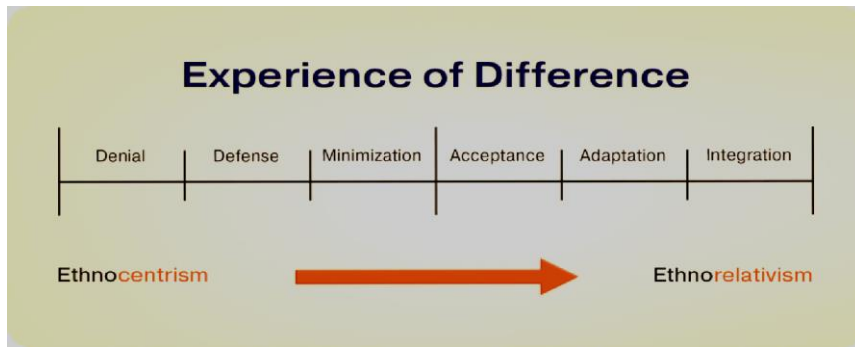 Experience of Difference
Denial Defense Minimization Acceptance Adaptation Integration
Ethnocentrism Ethnorelativism